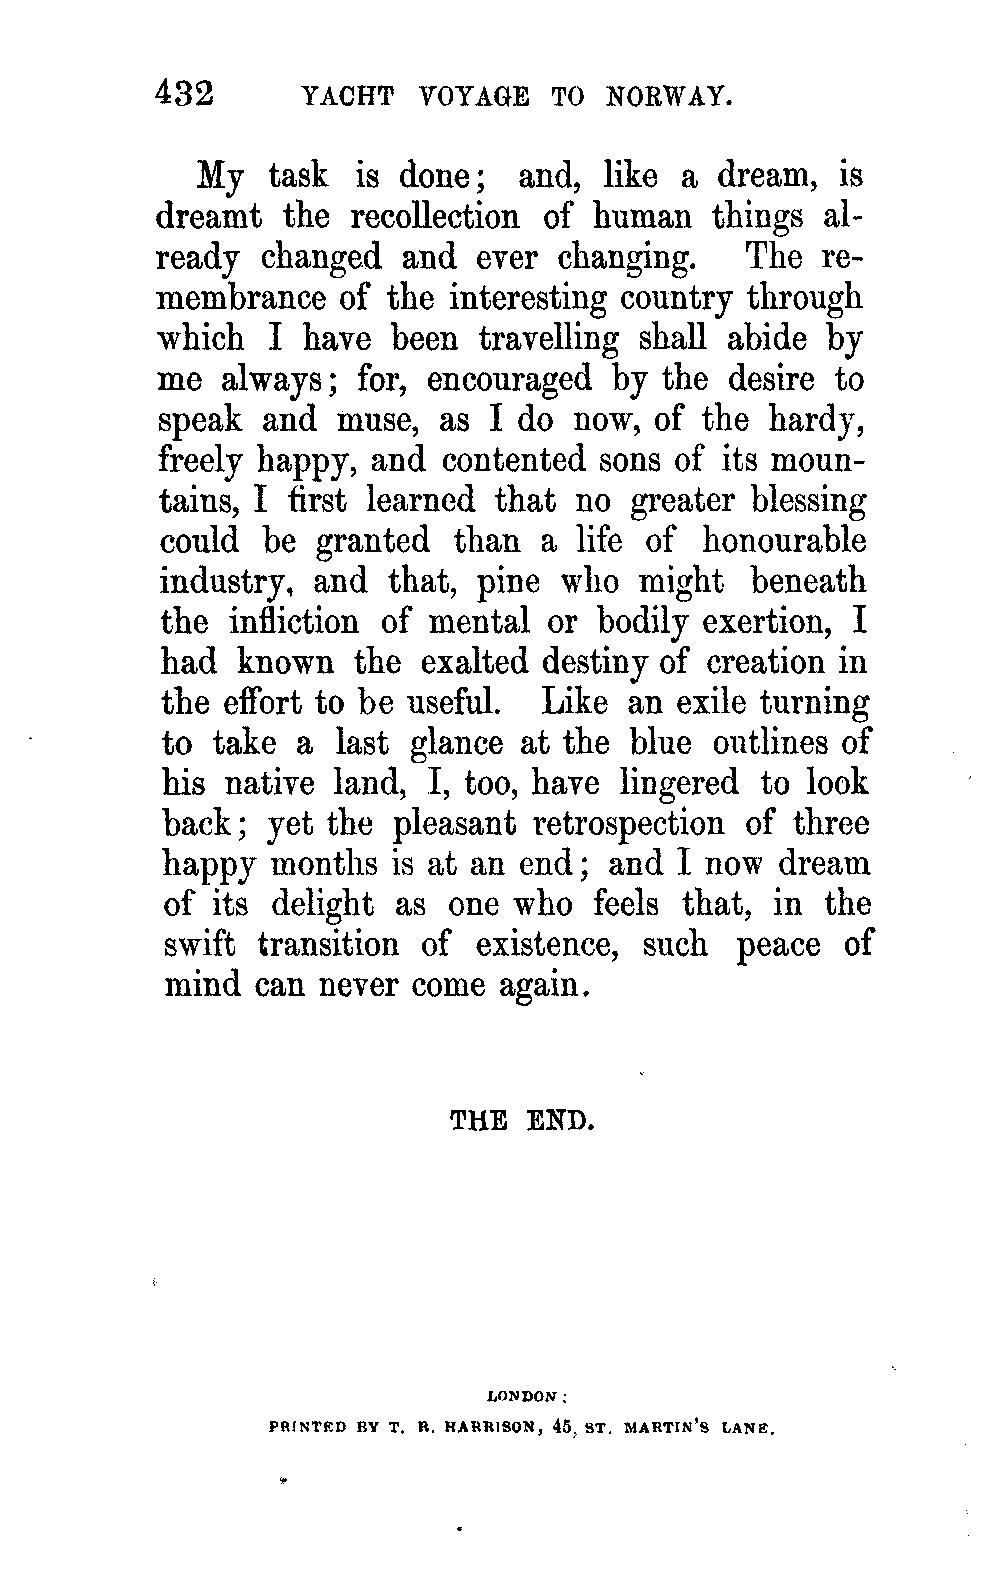 432 YACHT VOYAGE TO NORWAY.
My task is done; and, like a dream, is
dreamt the recollection of human things al-
ready changed and ever changing. The re-
membrance of the interesting country through
which I have been travelling shall abide by
me always; for, encouraged by the desire to
speak and muse, as I do now, of the hardy,
freely happy, and contented sons of its moun-
tains, I first learned that no greater blessing
could be granted than a life of honourable
industry, and that, pine who might beneath
the infliction of mental or bodily exertion, I
had known the exalted destiny of creation in
the effort to be useful. Like an exile turning
to take a last glance at the blue outlines of
his native land, I, too, have lingered to look
back; yet the pleasant retrospection of three
happy months is at an end; and I now dream
of its delight as one who feels that, in the
swift transition of existence, such peace of
mind can never come again.
THE END.
LONDON:
PRINTED BY T. R. HARRISON, 45, ST. MARTIN'S LANE.